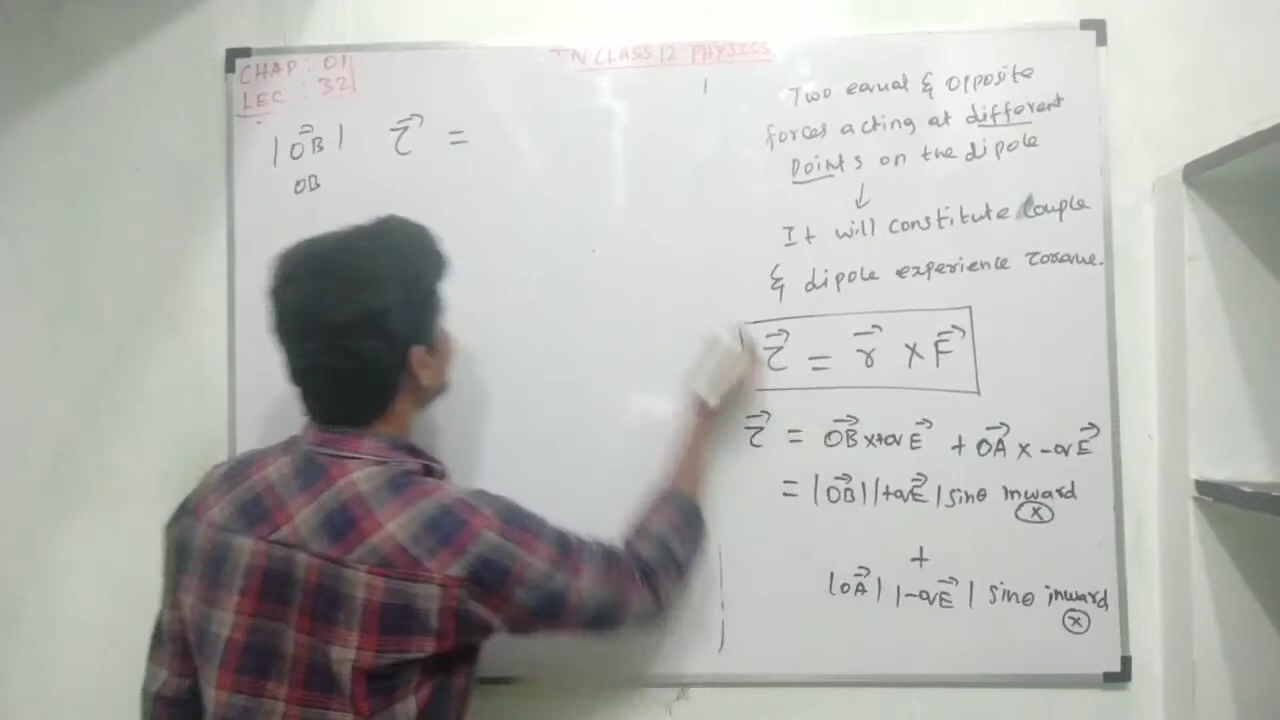 TN CLASS 12 PHYSICS
CHAP : 01
LEC : 32
|OB⃗| τ⃗ =
OB
Two equal & opposite
forces acting at different
points on the dipole
↓
It will constitute Couple
& dipole experience Torque.
τ⃗ = r⃗ × F⃗
τ⃗ = OB⃗ × +qE⃗ + OA⃗ × -qE⃗
= |OB⃗| |+qE⃗| sinθ inward
ⓧ
+
|OA⃗| |-qE⃗| sinθ inward
ⓧ